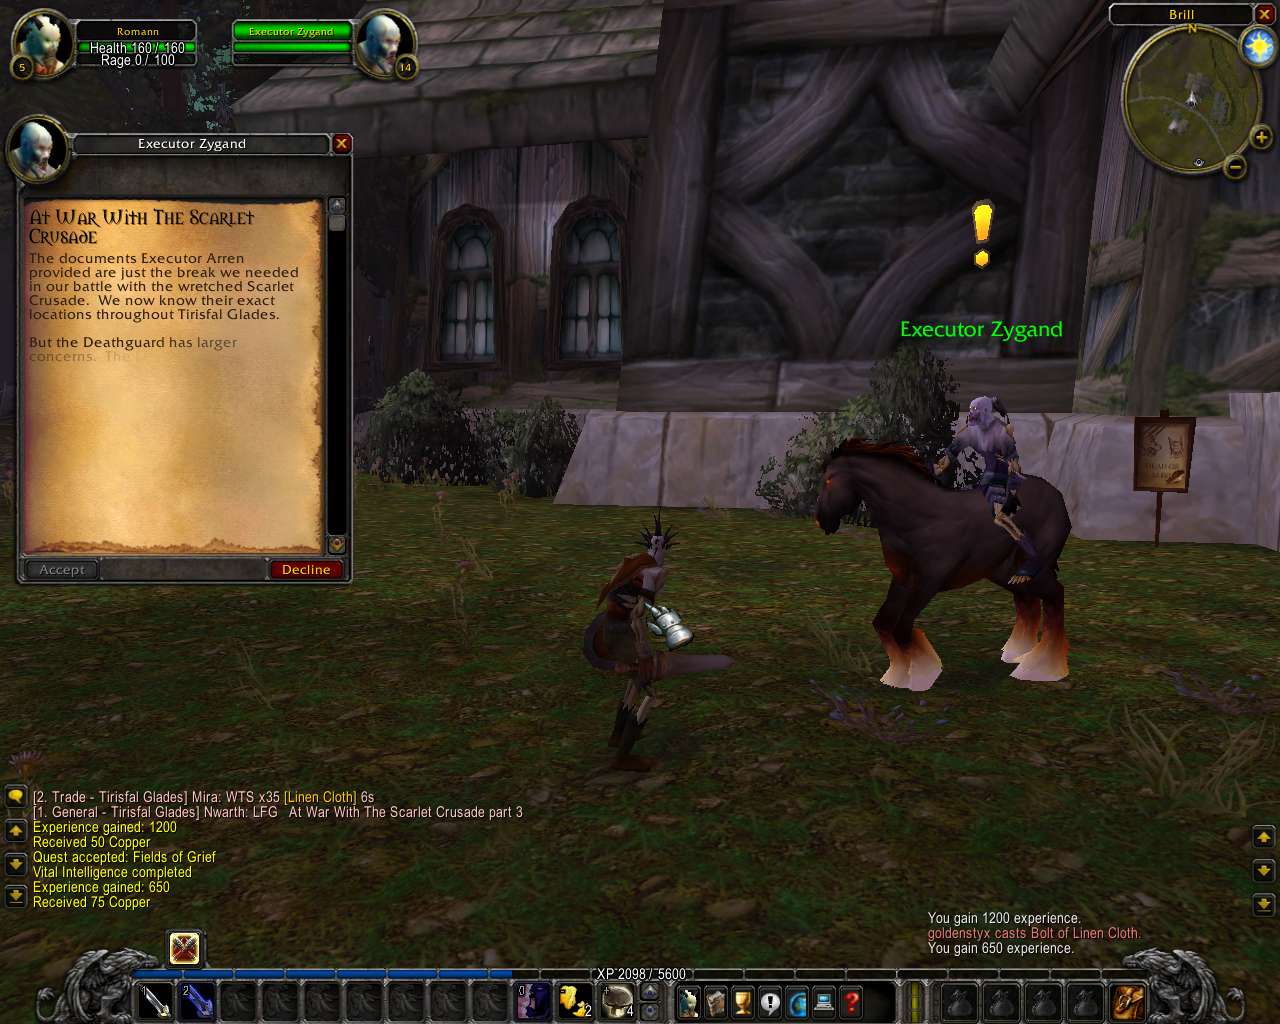 Romann
Health 160 / 160
Rage 0 / 100
5
Executor Zygand
14
Brill
N
Executor Zygand
At War With The Scarlet
Crusade
The documents Executor Arren
provided are just the break we needed
in our battle with the wretched Scarlet
Crusade. We now know their exact
locations throughout Tirisfal Glades.
But the Deathguard has larger
concerns. The
Accept
Decline
Executor Zygand
[2. Trade - Tirisfal Glades] Mira: WTS x35 [Linen Cloth] 6s
[1. General - Tirisfal Glades] Nwarth: LFG At War With The Scarlet Crusade part 3
Experience gained: 1200
Received 50 Copper
Quest accepted: Fields of Grief
Vital Intelligence completed
Experience gained: 650
Received 75 Copper
You gain 1200 experience.
goldenstyx casts Bolt of Linen Cloth.
You gain 650 experience.
XP 2098 / 5600
1
2
2
4